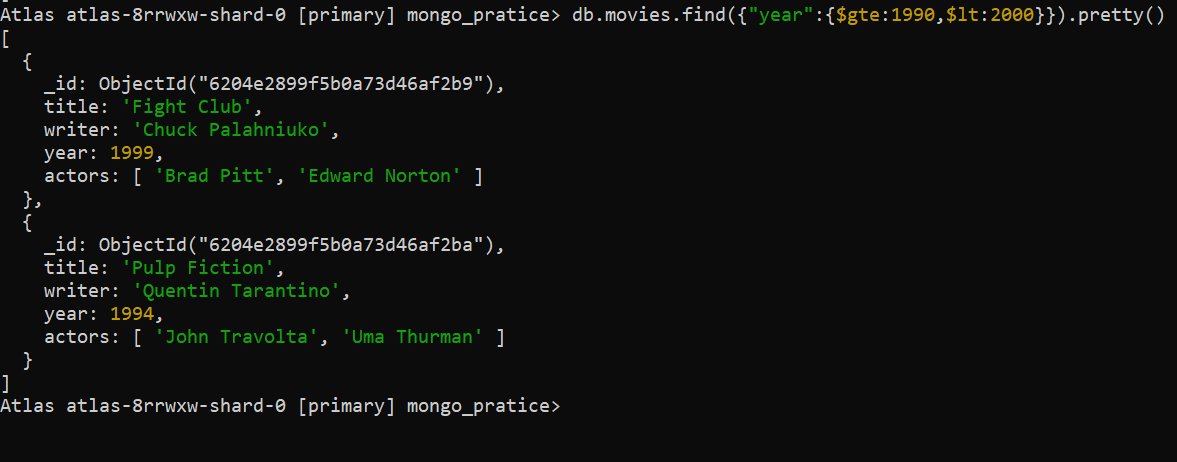 Atlas atlas-8rrwxw-shard-0 [primary] mongo_pratice> db.movies.find({"year":{$gte:1990,$lt:2000}}).pretty()
[
  {
    _id: ObjectId("6204e2899f5b0a73d46af2b9"),
    title: 'Fight Club',
    writer: 'Chuck Palahniuko',
    year: 1999,
    actors: [ 'Brad Pitt', 'Edward Norton' ]
  },
  {
    _id: ObjectId("6204e2899f5b0a73d46af2ba"),
    title: 'Pulp Fiction',
    writer: 'Quentin Tarantino',
    year: 1994,
    actors: [ 'John Travolta', 'Uma Thurman' ]
  }
]
Atlas atlas-8rrwxw-shard-0 [primary] mongo_pratice>